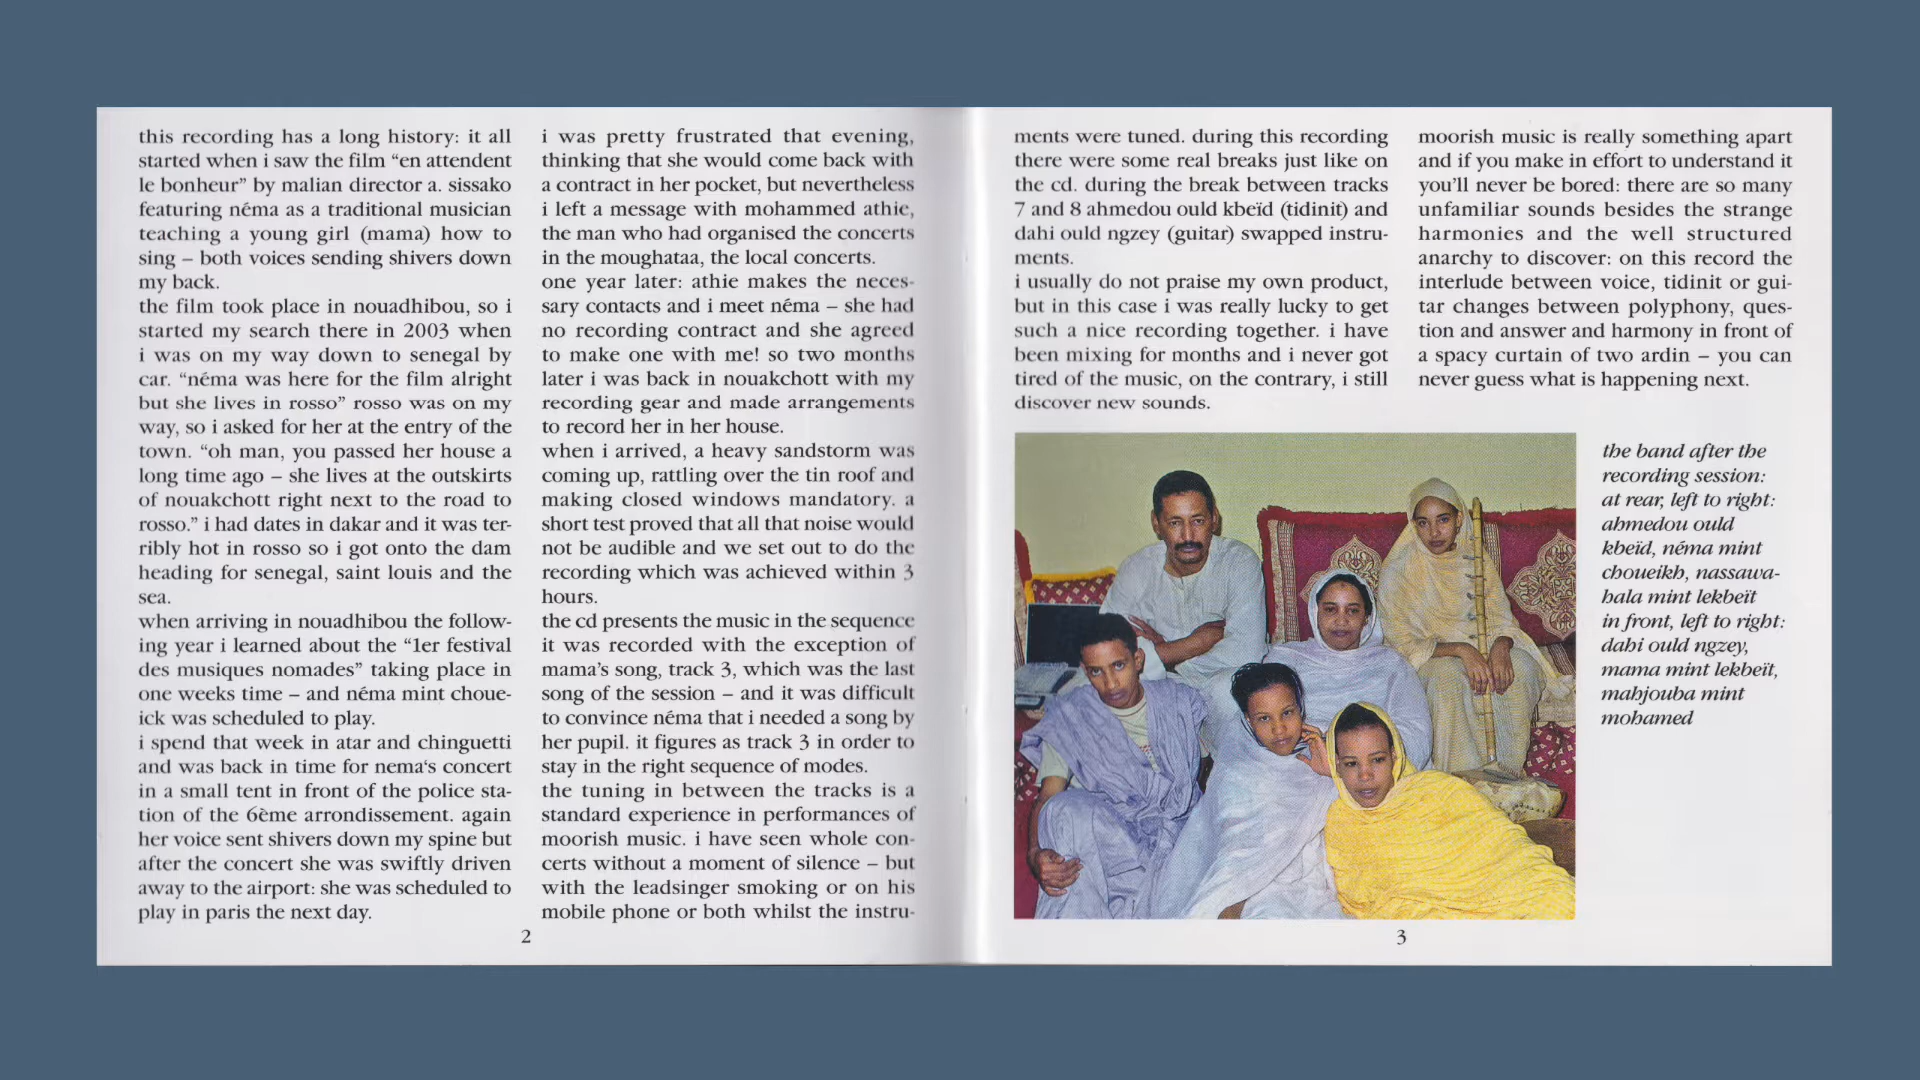 this recording has a long history: it all
started when i saw the film “en attendent
le bonheur” by malian director a. sissako
featuring néma as a traditional musician
teaching a young girl (mama) how to
sing – both voices sending shivers down
my back.
the film took place in nouadhibou, so i
started my search there in 2003 when
i was on my way down to senegal by
car. “néma was here for the film alright
but she lives in rosso” rosso was on my
way, so i asked for her at the entry of the
town. “oh man, you passed her house a
long time ago – she lives at the outskirts
of nouakchott right next to the road to
rosso.” i had dates in dakar and it was ter-
ribly hot in rosso so i got onto the dam
heading for senegal, saint louis and the
sea.
when arriving in nouadhibou the follow-
ing year i learned about the “1er festival
des musiques nomades” taking place in
one weeks time – and néma mint choue-
ick was scheduled to play.
i spend that week in atar and chinguetti
and was back in time for nema‘s concert
in a small tent in front of the police sta-
tion of the 6ème arrondissement. again
her voice sent shivers down my spine but
after the concert she was swiftly driven
away to the airport: she was scheduled to
play in paris the next day.
i was pretty frustrated that evening,
thinking that she would come back with
a contract in her pocket, but nevertheless
i left a message with mohammed athie,
the man who had organised the concerts
in the moughataa, the local concerts.
one year later: athie makes the neces-
sary contacts and i meet néma – she had
no recording contract and she agreed
to make one with me! so two months
later i was back in nouakchott with my
recording gear and made arrangements
to record her in her house.
when i arrived, a heavy sandstorm was
coming up, rattling over the tin roof and
making closed windows mandatory. a
short test proved that all that noise would
not be audible and we set out to do the
recording which was achieved within 3
hours.
the cd presents the music in the sequence
it was recorded with the exception of
mama’s song, track 3, which was the last
song of the session – and it was difficult
to convince néma that i needed a song by
her pupil. it figures as track 3 in order to
stay in the right sequence of modes.
the tuning in between the tracks is a
standard experience in performances of
moorish music. i have seen whole con-
certs without a moment of silence – but
with the leadsinger smoking or on his
mobile phone or both whilst the instru-
2
ments were tuned. during this recording
there were some real breaks just like on
the cd. during the break between tracks
7 and 8 ahmedou ould kbeïd (tidinit) and
dahi ould ngzey (guitar) swapped instru-
ments.
i usually do not praise my own product,
but in this case i was really lucky to get
such a nice recording together. i have
been mixing for months and i never got
tired of the music, on the contrary, i still
discover new sounds.
moorish music is really something apart
and if you make in effort to understand it
you’ll never be bored: there are so many
unfamiliar sounds besides the strange
harmonies and the well structured
anarchy to discover: on this record the
interlude between voice, tidinit or gui-
tar changes between polyphony, ques-
tion and answer and harmony in front of
a spacy curtain of two ardin – you can
never guess what is happening next.
the band after the
recording session:
at rear, left to right:
ahmedou ould
kbeïd, néma mint
choueikh, nassawa-
hala mint lekbeït
in front, left to right:
dahi ould ngzey,
mama mint lekbeït,
mahjouba mint
mohamed
3